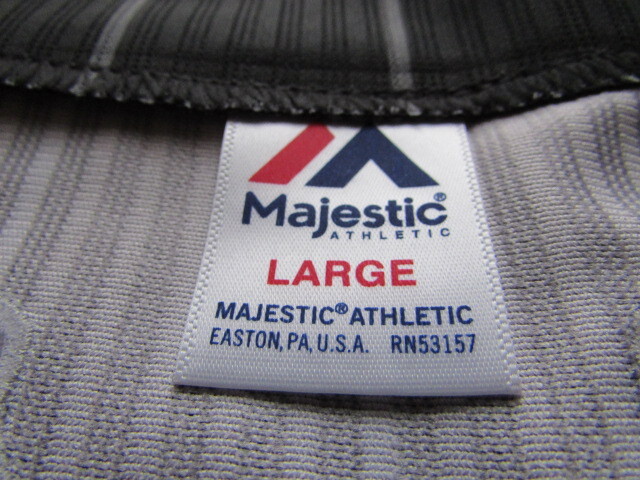 Majestic®
ATHLETIC
LARGE
MAJESTIC® ATHLETIC
EASTON, PA, U.S.A. RN53157